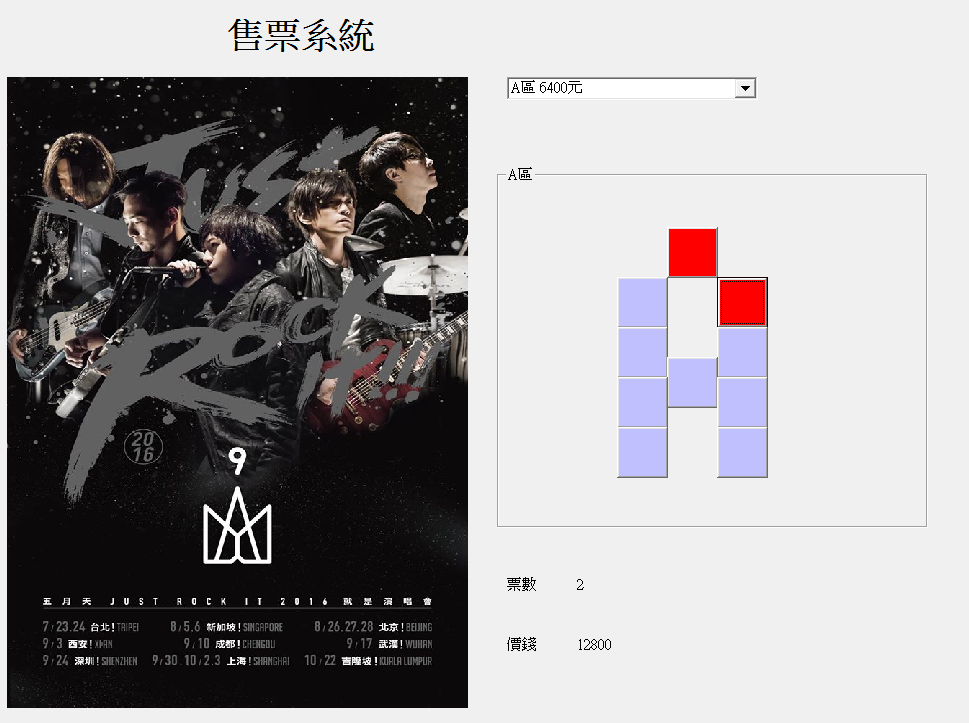 售票系統
A區 6400元
JUST
ROCK
IT!!
20
16
9
五月天 JUST ROCK IT 2016 就是演唱會
7/23.24 台北!TAIPEI 8/5.6 新加坡!SINGAPORE 8/26.27.28 北京!BEIJING
9/3 西安!XI'AN 9/10 成都!CHENGDU 9/17 武漢!WUHAN
9/24 深圳!SHENZHEN 9/30.10/2.3 上海!SHANGHAI 10/22 吉隆坡!KUALA LUMPUR
A區
票數 2
價錢 12800